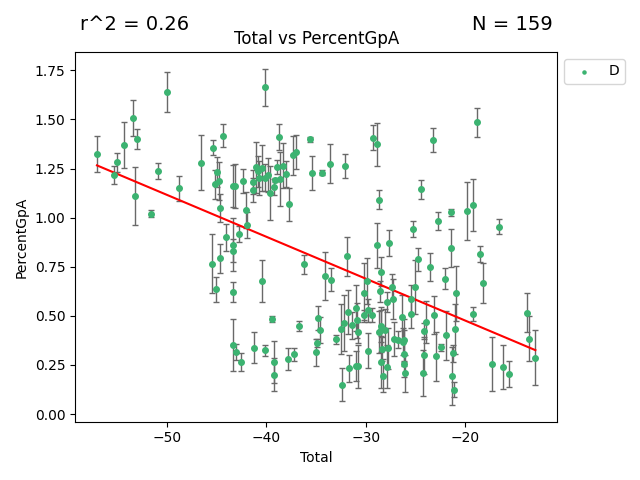 r^2 = 0.26
N = 159
Total vs PercentGpA
D
PercentGpA
1.75
1.50
1.25
1.00
0.75
0.50
0.25
0.00
−50
−40
−30
−20
Total